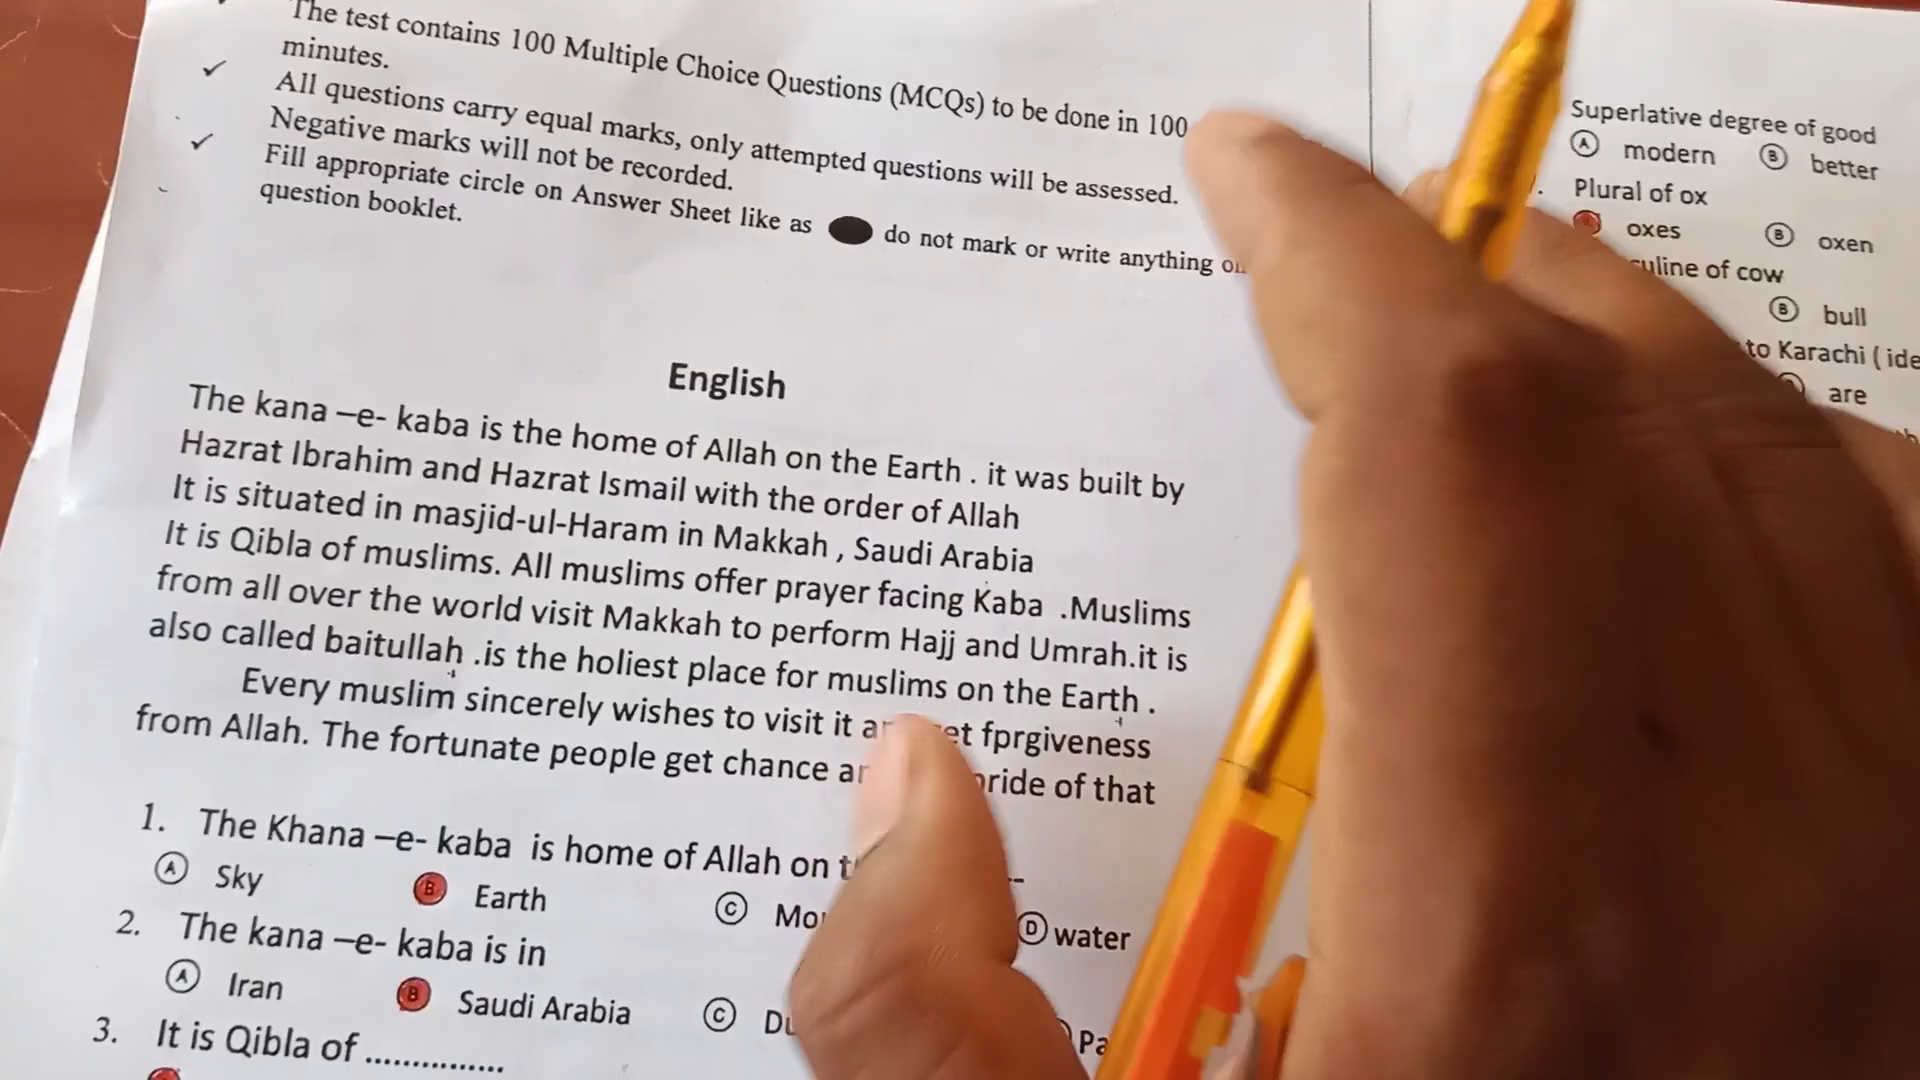 The test contains 100 Multiple Choice Questions (MCQs) to be done in 100
minutes.
All questions carry equal marks, only attempted questions will be assessed.
Negative marks will not be recorded.
Fill appropriate circle on Answer Sheet like as do not mark or write anything
question booklet.
English
The kana –e- kaba is the home of Allah on the Earth . it was built by
Hazrat Ibrahim and Hazrat Ismail with the order of Allah
It is situated in masjid-ul-Haram in Makkah , Saudi Arabia
It is Qibla of muslims. All muslims offer prayer facing Kaba .Muslims
from all over the world visit Makkah to perform Hajj and Umrah.it is
also called baitullah .is the holiest place for muslims on the Earth .
Every muslim sincerely wishes to visit it fprgiveness
from Allah. The fortunate people get chance of that
1. The Khana –e- kaba is home of Allah on
A Sky B Earth C D water
2. The kana –e- kaba is in
A Iran B Saudi Arabia C
3. It is Qibla of ...............
Superlative degree of good
A modern B better
Plural of ox
oxes B oxen
of cow
B bull
to Karachi (
are